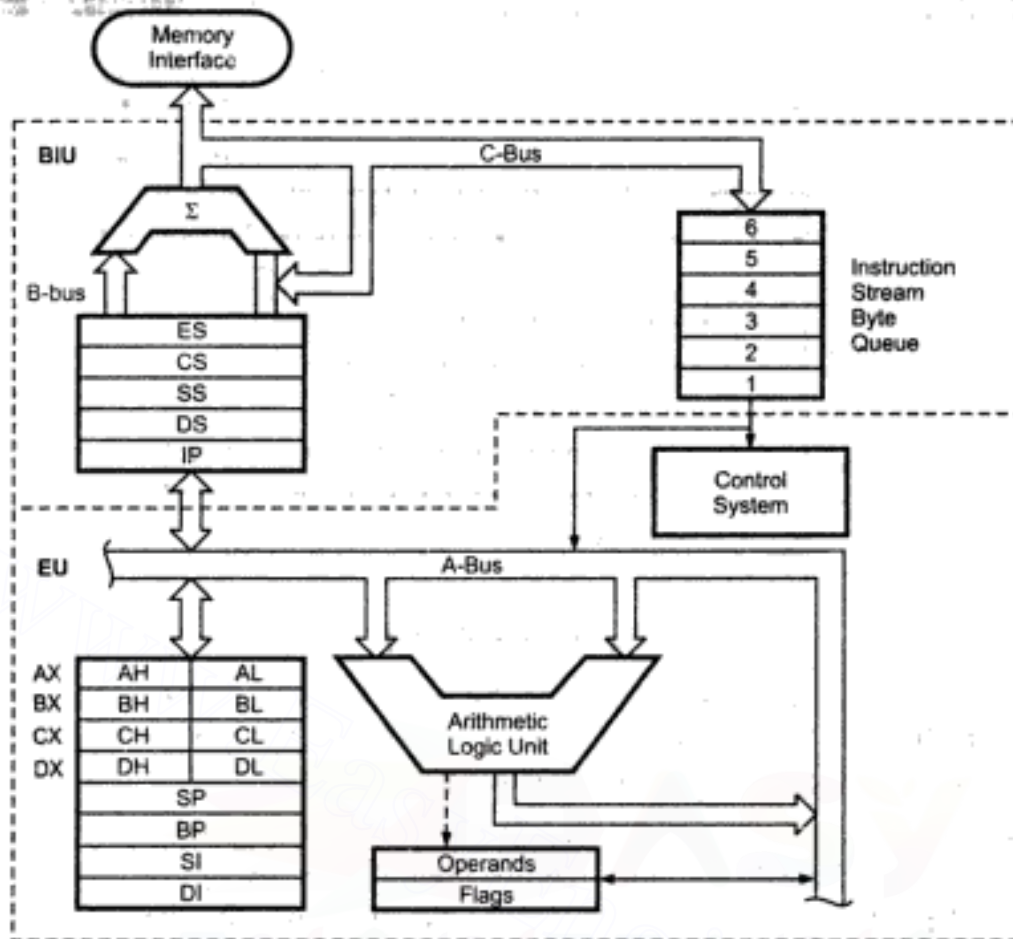 Memory
Interface
BIU
C-Bus
Σ
B-bus
ES
CS
SS
DS
IP
6
5
4
3
2
1
Instruction
Stream
Byte
Queue
Control
System
EU
A-Bus
AX AH AL
BX BH BL
CX CH CL
DX DH DL
SP
BP
SI
DI
Arithmetic
Logic Unit
Operands
Flags